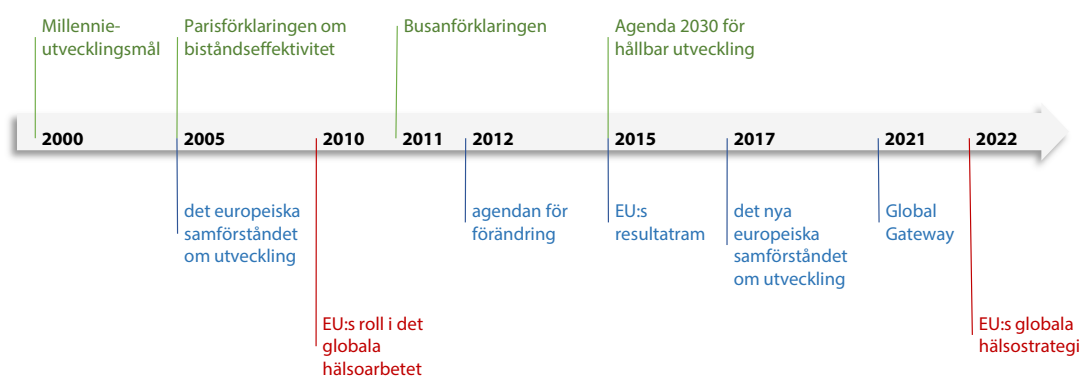 Millennie-
utvecklingsmål
Parisförklaringen om
biståndseffektivitet
Busanförklaringen
Agenda 2030 för
hållbar utveckling
2000
2005
2010
2011
2012
2015
2017
2021
2022
det europeiska
samförståndet
om utveckling
agendan för
förändring
EU:s
resultatram
det nya
europeiska
samförståndet
om utveckling
Global
Gateway
EU:s roll i det
globala
hälsoarbetet
EU:s globala
hälsostrategi